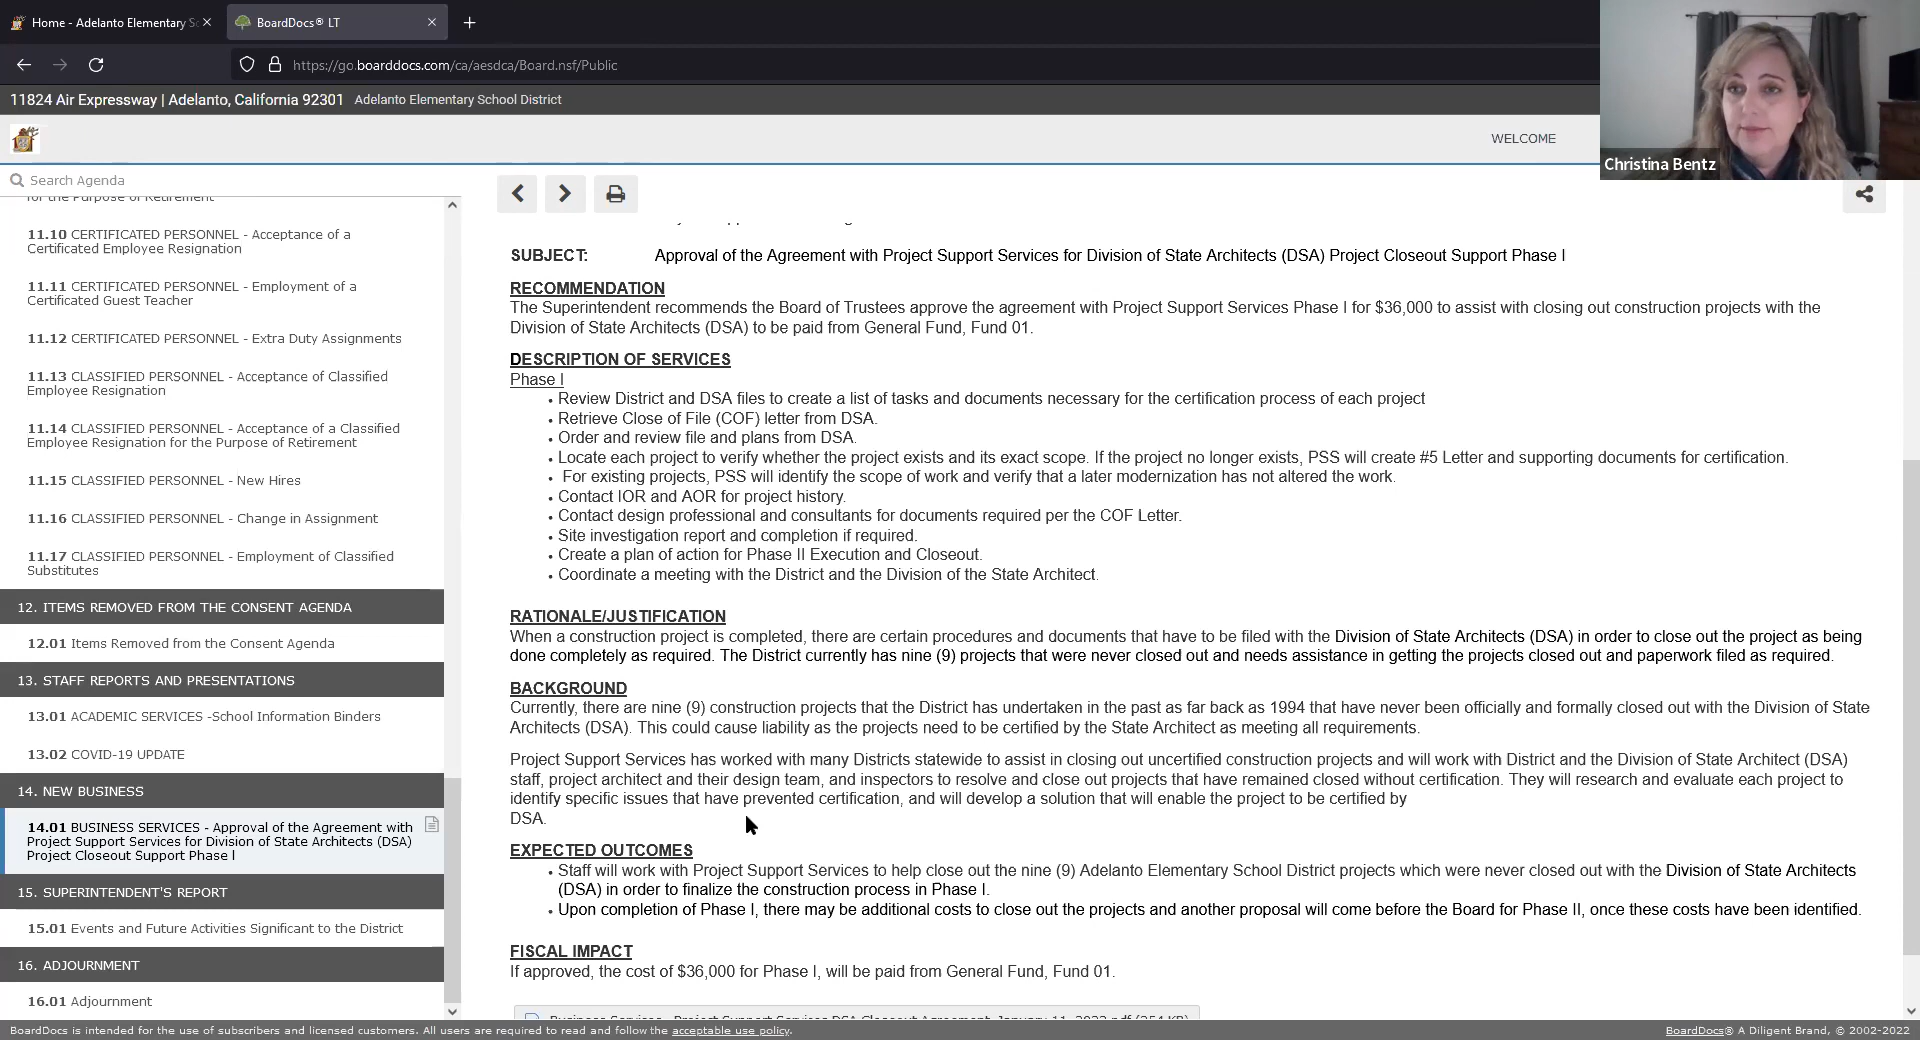 Home - Adelanto Elementary Sc
BoardDocs® LT
https://go.boarddocs.com/ca/aesdca/Board.nsf/Public
11824 Air Expressway | Adelanto, California 92301 Adelanto Elementary School District
WELCOME
Christina Bentz
Search Agenda
for the Purpose of Retirement
11.10 CERTIFICATED PERSONNEL - Acceptance of a
Certificated Employee Resignation
11.11 CERTIFICATED PERSONNEL - Employment of a
Certificated Guest Teacher
11.12 CERTIFICATED PERSONNEL - Extra Duty Assignments
11.13 CLASSIFIED PERSONNEL - Acceptance of Classified
Employee Resignation
11.14 CLASSIFIED PERSONNEL - Acceptance of a Classified
Employee Resignation for the Purpose of Retirement
11.15 CLASSIFIED PERSONNEL - New Hires
11.16 CLASSIFIED PERSONNEL - Change in Assignment
11.17 CLASSIFIED PERSONNEL - Employment of Classified
Substitutes
12. ITEMS REMOVED FROM THE CONSENT AGENDA
12.01 Items Removed from the Consent Agenda
13. STAFF REPORTS AND PRESENTATIONS
13.01 ACADEMIC SERVICES -School Information Binders
13.02 COVID-19 UPDATE
14. NEW BUSINESS
14.01 BUSINESS SERVICES - Approval of the Agreement with
Project Support Services for Division of State Architects (DSA)
Project Closeout Support Phase I
15. SUPERINTENDENT'S REPORT
15.01 Events and Future Activities Significant to the District
16. ADJOURNMENT
16.01 Adjournment
SUBJECT: Approval of the Agreement with Project Support Services for Division of State Architects (DSA) Project Closeout Support Phase I
RECOMMENDATION
The Superintendent recommends the Board of Trustees approve the agreement with Project Support Services Phase I for $36,000 to assist with closing out construction projects with the
Division of State Architects (DSA) to be paid from General Fund, Fund 01.
DESCRIPTION OF SERVICES
Phase I
• Review District and DSA files to create a list of tasks and documents necessary for the certification process of each project
• Retrieve Close of File (COF) letter from DSA.
• Order and review file and plans from DSA.
• Locate each project to verify whether the project exists and its exact scope. If the project no longer exists, PSS will create #5 Letter and supporting documents for certification.
• For existing projects, PSS will identify the scope of work and verify that a later modernization has not altered the work.
• Contact IOR and AOR for project history.
• Contact design professional and consultants for documents required per the COF Letter.
• Site investigation report and completion if required.
• Create a plan of action for Phase II Execution and Closeout.
• Coordinate a meeting with the District and the Division of the State Architect.
RATIONALE/JUSTIFICATION
When a construction project is completed, there are certain procedures and documents that have to be filed with the Division of State Architects (DSA) in order to close out the project as being
done completely as required. The District currently has nine (9) projects that were never closed out and needs assistance in getting the projects closed out and paperwork filed as required.
BACKGROUND
Currently, there are nine (9) construction projects that the District has undertaken in the past as far back as 1994 that have never been officially and formally closed out with the Division of State
Architects (DSA). This could cause liability as the projects need to be certified by the State Architect as meeting all requirements.
Project Support Services has worked with many Districts statewide to assist in closing out uncertified construction projects and will work with District and the Division of State Architect (DSA)
staff, project architect and their design team, and inspectors to resolve and close out projects that have remained closed without certification. They will research and evaluate each project to
identify specific issues that have prevented certification, and will develop a solution that will enable the project to be certified by
DSA.
EXPECTED OUTCOMES
• Staff will work with Project Support Services to help close out the nine (9) Adelanto Elementary School District projects which were never closed out with the Division of State Architects
(DSA) in order to finalize the construction process in Phase I.
• Upon completion of Phase I, there may be additional costs to close out the projects and another proposal will come before the Board for Phase II, once these costs have been identified.
FISCAL IMPACT
If approved, the cost of $36,000 for Phase I, will be paid from General Fund, Fund 01.
BoardDocs is intended for the use of subscribers and licensed customers. All users are required to read and follow the acceptable use policy.
BoardDocs® A Diligent Brand, © 2002-2022